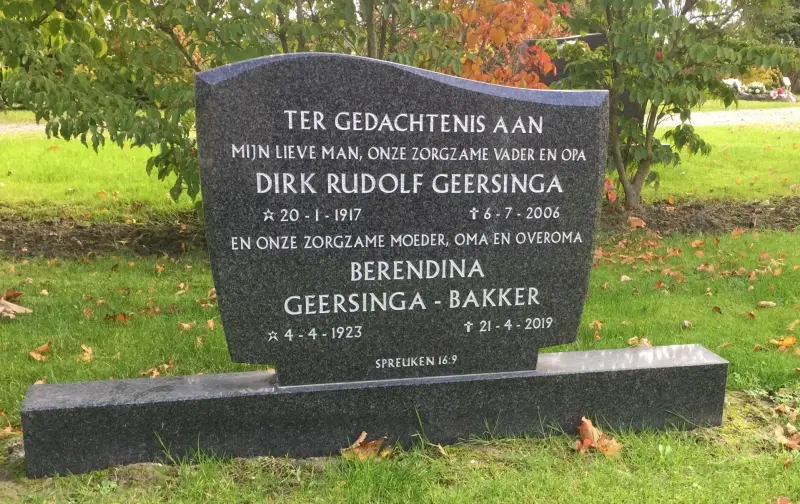 TER GEDACHTENIS AAN
MIJN LIEVE MAN, ONZE ZORGZAME VADER EN OPA
DIRK RUDOLF GEERSINGA
☆ 20 - 1 - 1917 ✝ 6 - 7 - 2006
EN ONZE ZORGZAME MOEDER, OMA EN OVEROMA
BERENDINA
GEERSINGA - BAKKER
☆ 4 - 4 - 1923 ✝ 21 - 4 - 2019
SPREUKEN 16:9